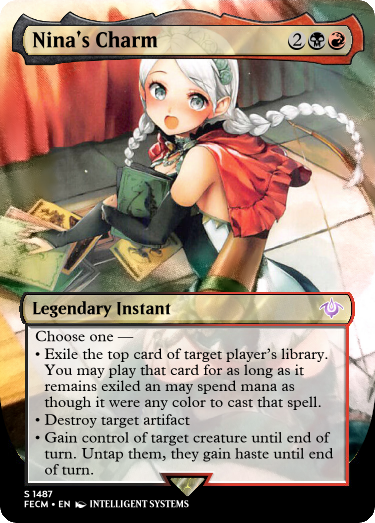 Nina's Charm 2
Legendary Instant
Choose one —
• Exile the top card of target player's library.
You may play that card for as long as it
remains exiled an may spend mana as
though it were any color to cast that spell.
• Destroy target artifact
• Gain control of target creature until end of
turn. Untap them, they gain haste until end
of turn.
S 1487
FECM • EN INTELLIGENT SYSTEMS